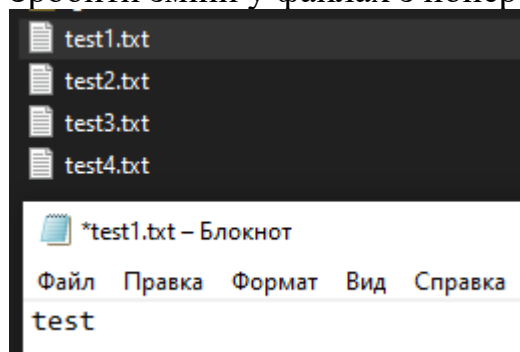 test1.txt
test2.txt
test3.txt
test4.txt
*test1.txt – Блокнот
Файл Правка Формат Вид Справка
test